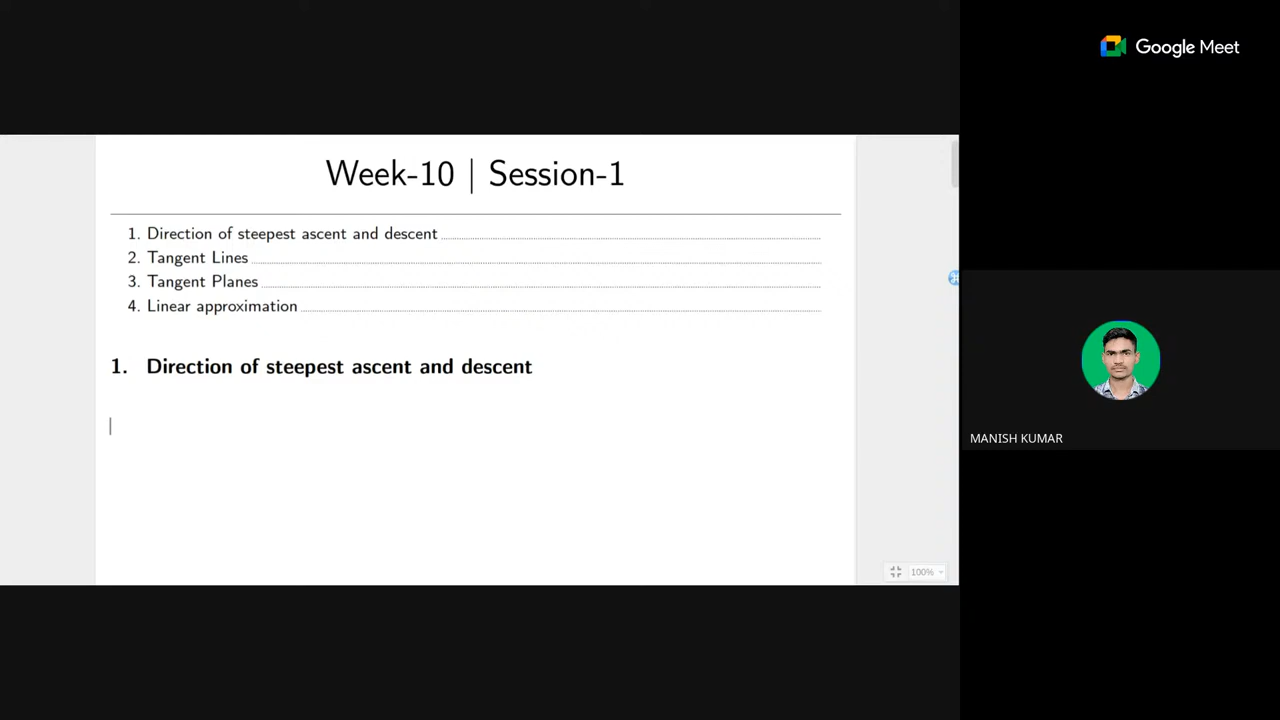 Google Meet
Week-10 | Session-1
1. Direction of steepest ascent and descent
2. Tangent Lines
3. Tangent Planes
4. Linear approximation
1. Direction of steepest ascent and descent
MANISH KUMAR
100%